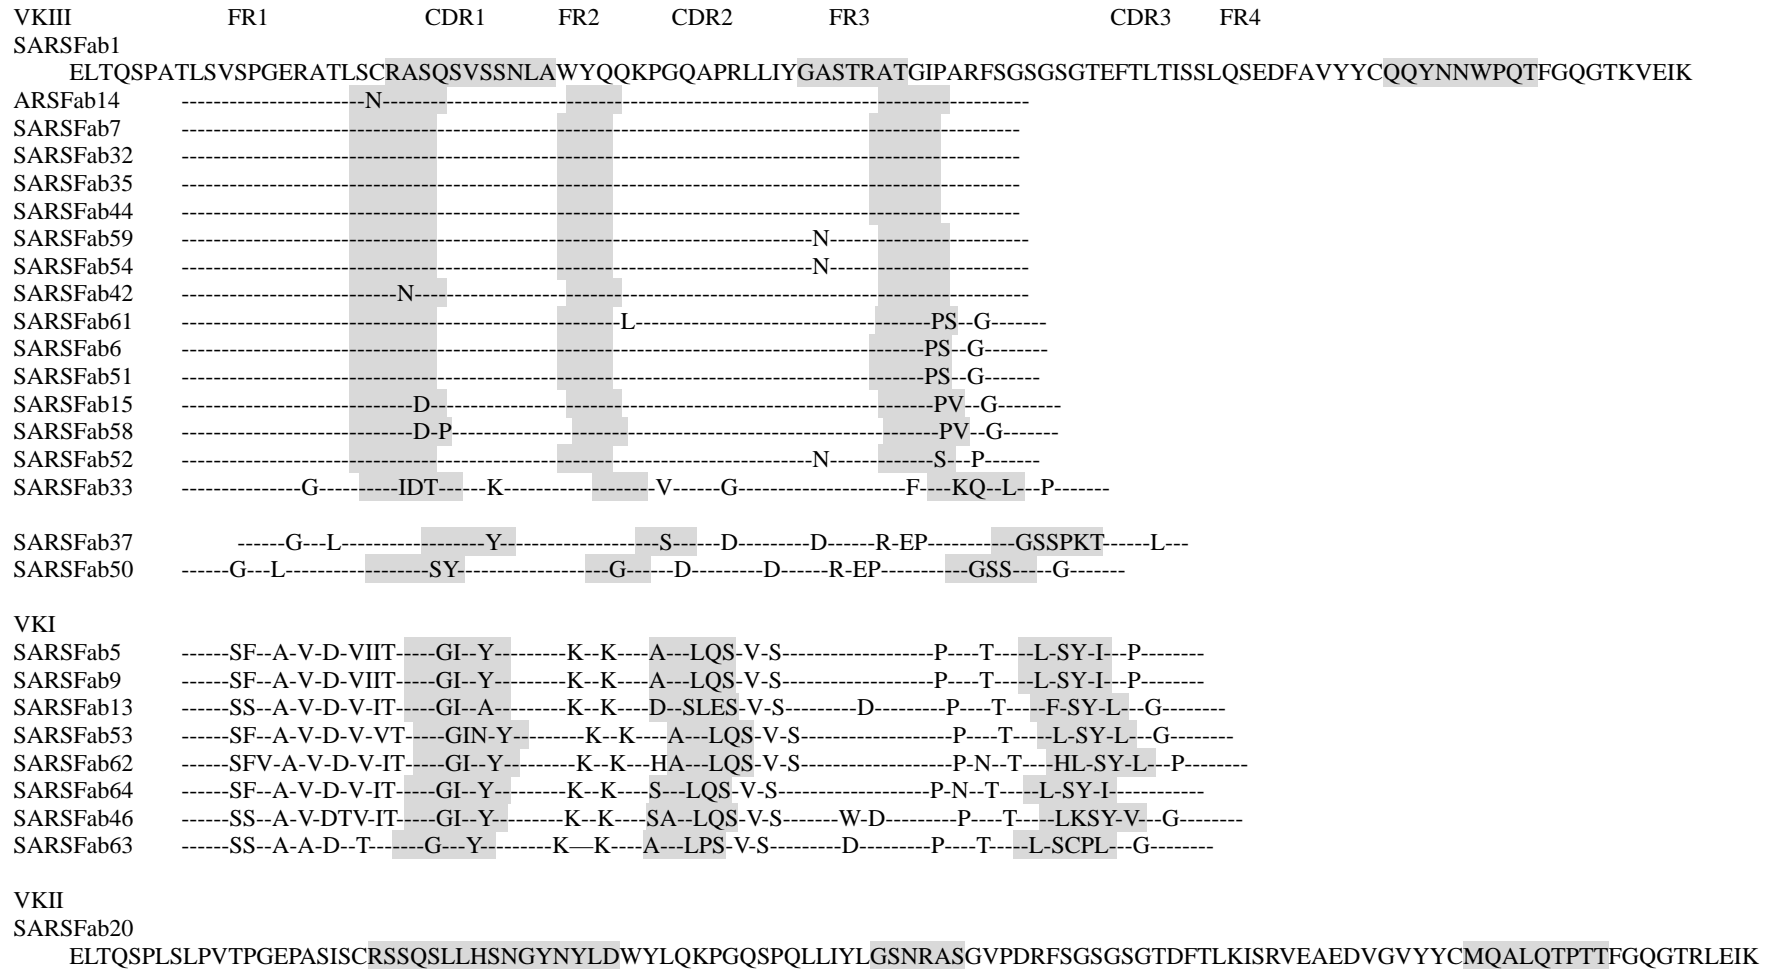 VKIII FR1 CDR1 FR2 CDR2 FR3 CDR3 FR4
SARSFab1
ELTQSPATLSVSPGERATLSCRASQSVSSNLAWYQQKPGQAPRLLIYGASTRATGIPARFSGSGSGTEFTLTISSLQSEDFAVYYCQQYNNWPQTFGQGTKVEIK
ARSFab14 -----------------------N-----------------------------------------------------------------------------------
SARSFab7 -----------------------------------------------------------------------------------------------------------
SARSFab32 -----------------------------------------------------------------------------------------------------------
SARSFab35 -----------------------------------------------------------------------------------------------------------
SARSFab44 -----------------------------------------------------------------------------------------------------------
SARSFab59 --------------------------------------------------------------------------------N-------------------------
SARSFab54 --------------------------------------------------------------------------------N-------------------------
SARSFab42 ---------------------------N-------------------------------------------------------------------------------
SARSFab61 --------------------------------------------------------L--------------------------------------PS--G-------
SARSFab6 -----------------------------------------------------------------------------------------------PS--G--------
SARSFab51 -----------------------------------------------------------------------------------------------PS--G-------
SARSFab15 -----------------------------D----------------------------------------------------------------PV--G--------
SARSFab58 -----------------------------D-P--------------------------------------------------------------PV--G-------
SARSFab52 --------------------------------------------------------------------------------N-------------S---P-------
SARSFab33 ---------------G----------IDT------K-------------------V------G---------------------F----KQ--L---P-------
SARSFab37 ------G---L------------------Y--------------------S------D---------D------R-EP-----------GSSPKT------L---
SARSFab50 ------G---L------------------SY-------------------G------D---------D------R-EP-----------GSS-----G-------
VKI
SARSFab5 ------SF--A-V-D-VIIT-----GI--Y---------K--K----A---LQS-V-S-------------------P----T-----L-SY-I---P--------
SARSFab9 ------SF--A-V-D-VIIT-----GI--Y---------K--K----A---LQS-V-S-------------------P----T-----L-SY-I---P--------
SARSFab13 ------SS--A-V-D-V-IT-----GI--A---------K--K----D--SLES-V-S---------D---------P----T-----F-SY-L---G--------
SARSFab53 ------SF--A-V-D-V-VT-----GIN-Y---------K--K----A---LQS-V-S-------------------P----T-----L-SY-L---G--------
SARSFab62 ------SFV-A-V-D-V-IT-----GI--Y---------K--K---HA---LQS-V-S-------------------P-N--T----HL-SY-L---P--------
SARSFab64 ------SF--A-V-D-V-IT-----GI--Y---------K--K----S---LQS-V-S-------------------P-N--T-----L-SY-I------------
SARSFab46 ------SS--A-V-DTV-IT-----GI--Y---------K--K----SA--LQS-V-S-------W-D---------P----T-----LKSY-V---G--------
SARSFab63 ------SS--A-A-D--T-------G---Y---------K—K----A---LPS-V-S---------D---------P----T-----L-SCPL---G--------
VKII
SARSFab20
ELTQSPLSLPVTPGEPASISCRSSQSLLHSNGYNYLDWYLQKPGQSPQLLIYLGSNRASGVPDRFSGSGSGTDFTLKISRVEAEDVGVYYCMQALQTPTTFGQGTRLEIK